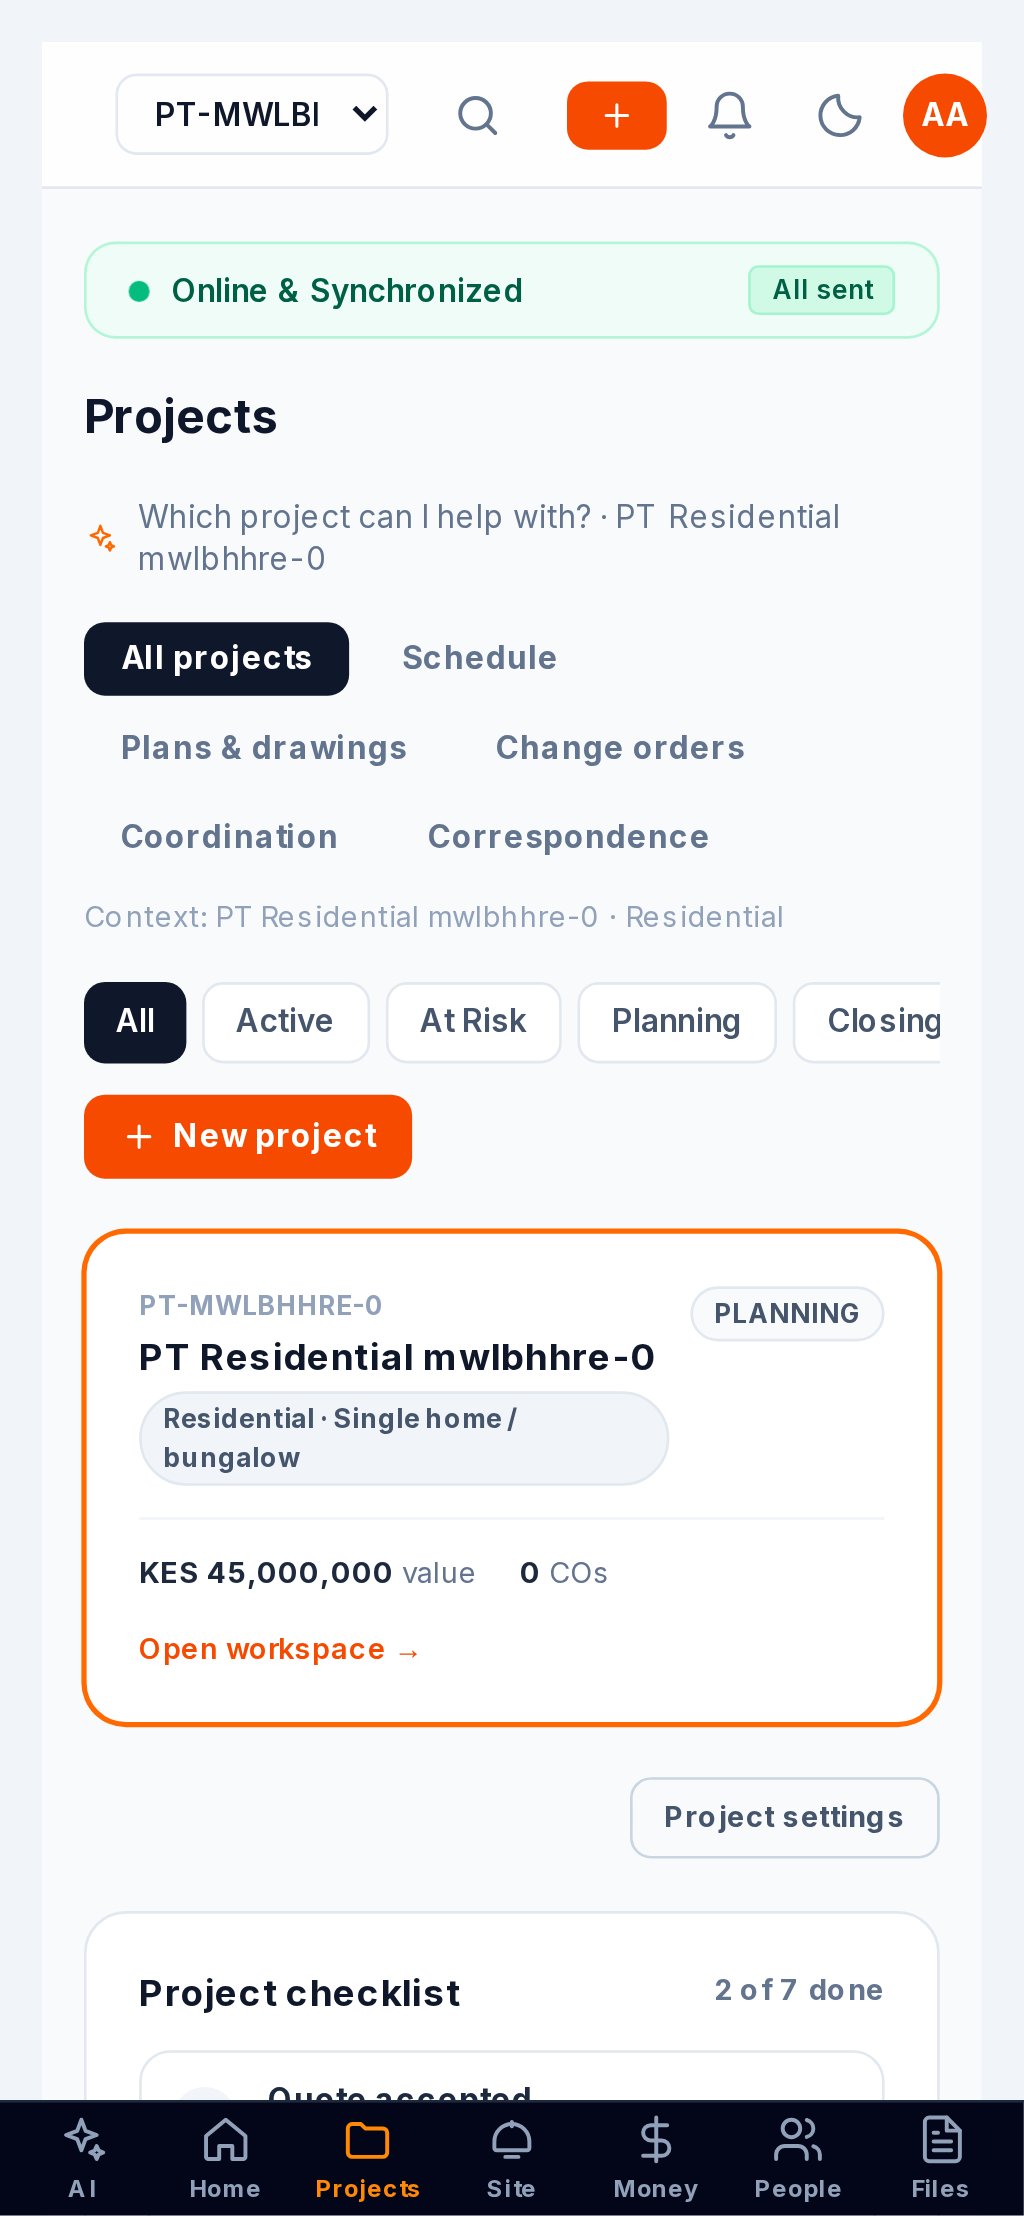 PT-MWLBI
AA
Online & Synchronized
All sent
Projects
Which project can I help with? · PT Residential
mwlbhhre-0
All projects
Schedule
Plans & drawings
Change orders
Coordination
Correspondence
Context: PT Residential mwlbhhre-0 · Residential
All
Active
At Risk
Planning
Closing
+ New project
PT-MWLBHHRE-0
PLANNING
PT Residential mwlbhhre-0
Residential · Single home /
bungalow
KES 45,000,000 value
0 COs
Open workspace →
Project settings
Project checklist
2 of 7 done
Quote accepted
AI
Home
Projects
Site
Money
People
Files